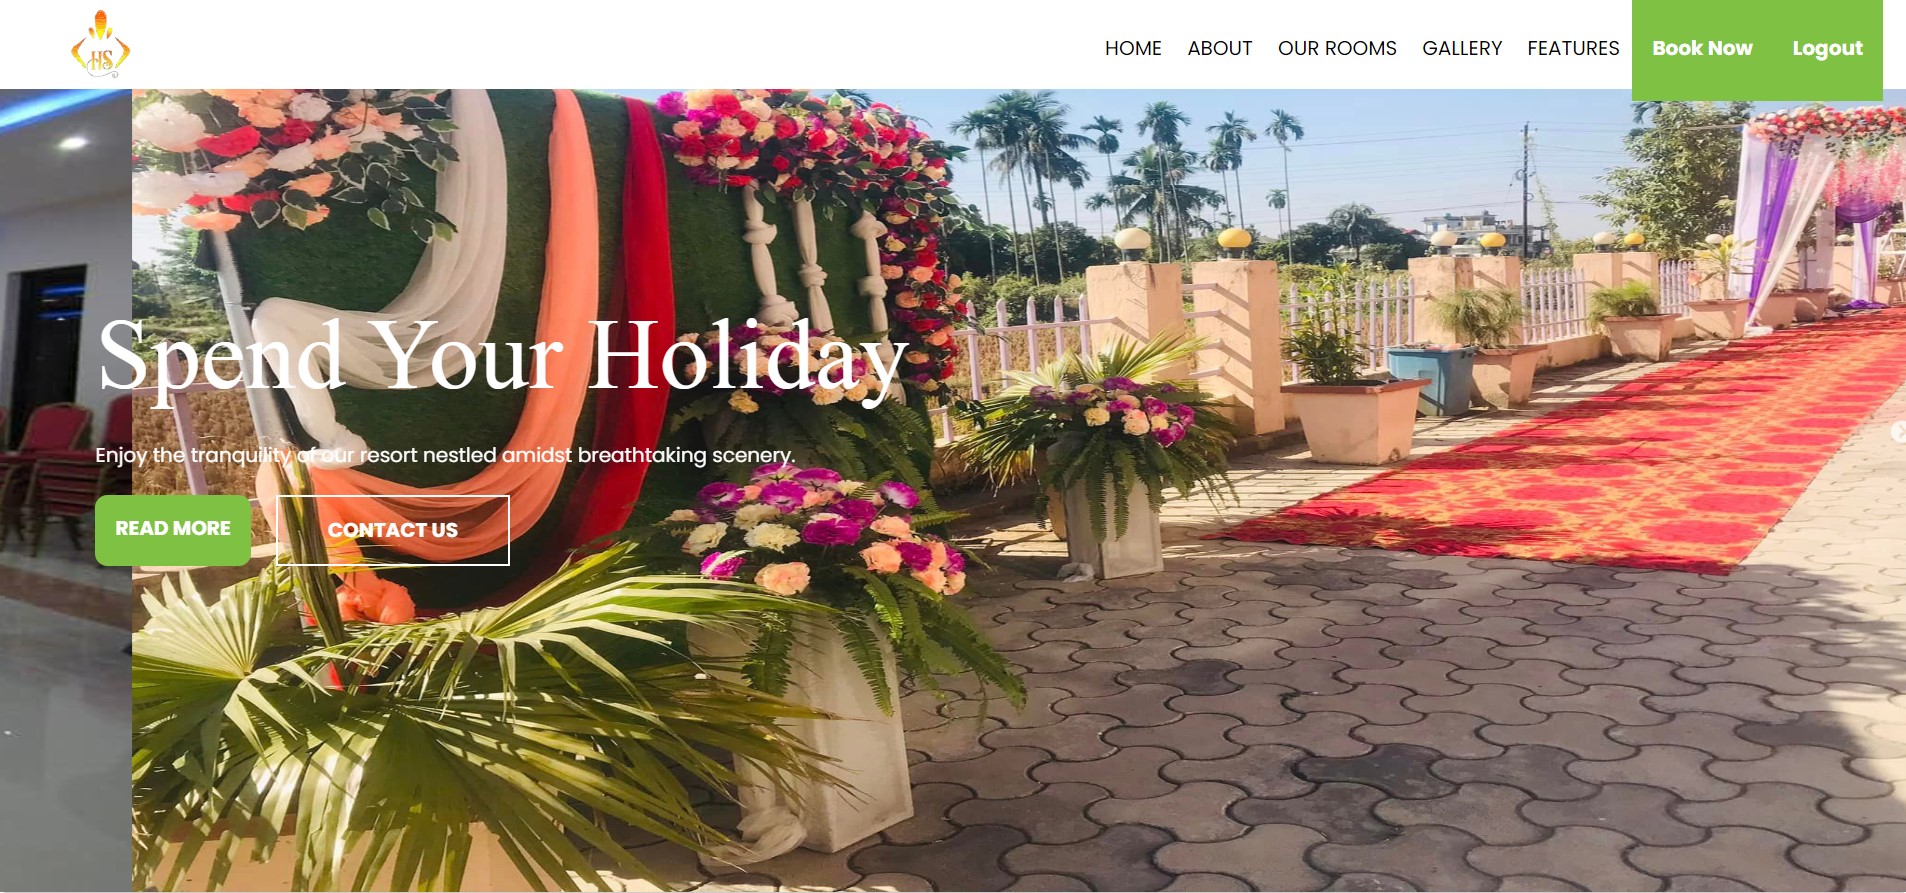 HS
HOME ABOUT OUR ROOMS GALLERY FEATURES Book Now Logout
Spend Your Holiday
Enjoy the tranquility of our resort nestled amidst breathtaking scenery.
READ MORE CONTACT US